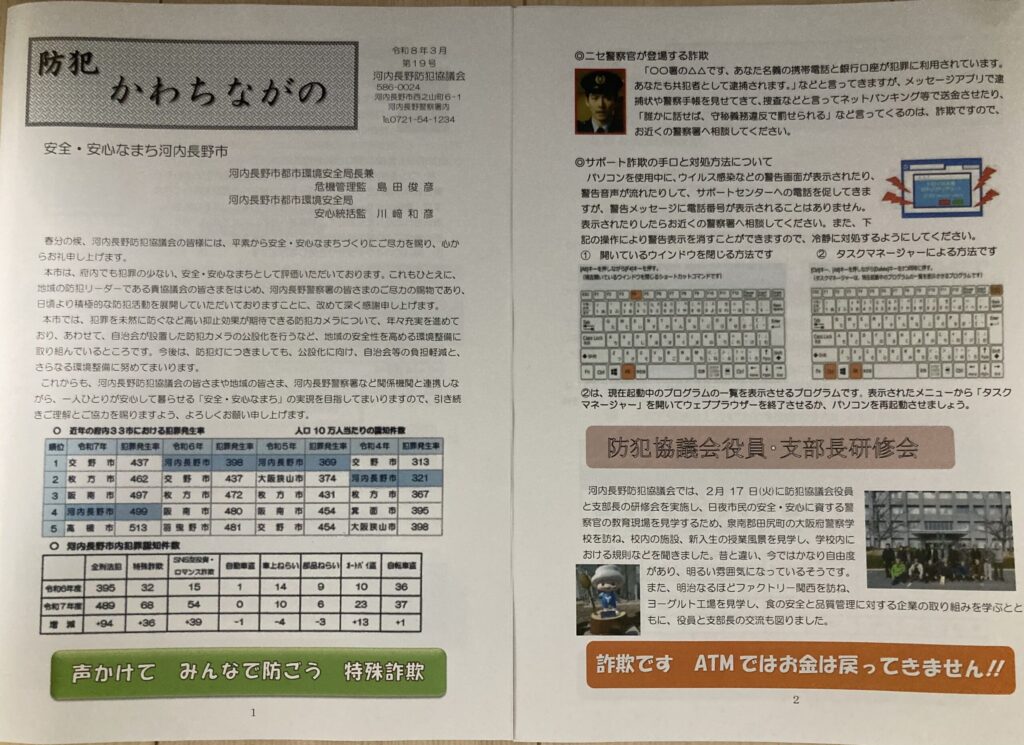 防犯
かわちながの
令和8年3月
第19号
河内長野防犯協議会
586-0024
河内長野市西之山町6-1
河内長野警察署内
℡0721-54-1234
安全・安心なまち河内長野市
河内長野市都市環境安全局長兼
危機管理監 島田俊彦
河内長野市都市環境安全局
安心統括監 川﨑和彦
春分の候、河内長野防犯協議会の皆様には、平素から安全・安心なまちづくりにご尽力を賜り、心か
らお礼申し上げます。
本市は、府内でも犯罪の少ない、安全・安心なまちとして評価いただいております。これもひとえに、
地域の防犯リーダーである貴協議会の皆さまをはじめ、河内長野警察署の皆さまのご尽力の賜物であり、
日頃より積極的な防犯活動を展開していただいておりますことに、改めて深く感謝申し上げます。
本市では、犯罪を未然に防ぐなど高い抑止効果が期待できる防犯カメラについて、年々充実を進めて
おり、あわせて、自治会が設置した防犯カメラの公設化を行うなど、地域の安全性を高める環境整備に
取り組んでいるところです。今後は、防犯灯につきましても、公設化に向け、自治会等の負担軽減と、
さらなる環境整備に努めてまいります。
これからも、河内長野防犯協議会の皆さまや地域の皆さま、河内長野警察署など関係機関と連携しな
がら、一人ひとりが安心して暮らせる「安全・安心なまち」の実現を目指してまいりますので、引き続
きご理解とご協力を賜りますよう、よろしくお願い申し上げます。
○ 近年の府内33市における犯罪発生率 人口10万人当たりの認知件数
順位 令和7年 犯罪発生率 令和6年 犯罪発生率 令和5年 犯罪発生率 令和4年 犯罪発生率
1 交野市 437 河内長野市 398 河内長野市 369 交野市 313
2 枚方市 462 交野市 437 大阪狭山市 374 河内長野市 321
3 阪南市 497 枚方市 472 枚方市 431 枚方市 367
4 河内長野市 499 阪南市 480 阪南市 454 箕面市 395
5 高槻市 513 羽曳野市 481 交野市 454 大阪狭山市 398
○ 河内長野市内犯罪認知件数
全刑法犯 特殊詐欺 SNS型投資・ロマンス詐欺 自動車盗 車上ねらい 部品ねらい オートバイ盗 自転車盗
令和6年度 395 32 15 1 14 9 10 36
令和7年度 489 68 54 0 10 6 23 37
増減 +94 +36 +39 -1 -4 -3 +13 +1
声かけて みんなで防ごう 特殊詐欺
1
◎ニセ警察官が登場する詐欺
「〇〇署の△△です、あなた名義の携帯電話と銀行口座が犯罪に利用されています。
あなたも共犯者として逮捕されます。」などと言ってきますが、メッセージアプリで逮
捕状や警察手帳を見せてきて、捜査などと言ってネットバンキング等で送金させたり、
「誰かに話せば、守秘義務違反で罰せられる」など言ってくるのは、詐欺ですので、
お近くの警察署へ相談してください。
◎サポート詐欺の手口と対処方法について
パソコンを使用中に、ウイルス感染などの警告画面が表示されたり、
警告音声が流れたりして、サポートセンターへの電話を促してきま
すが、警告メッセージに電話番号が表示されることはありません。
表示されたりしたらお近くの警察署へ相談してください。また、下
記の操作により警告表示を消すことができますので、冷静に対処するようにしてください。
① 開いているウインドウを閉じる方法です
② タスクマネージャーによる方法です
②は、現在起動中のプログラムの一覧を表示させるプログラムです。表示されたメニューから「タスク
マネージャー」を開いてウェブブラウザーを終了させるか、パソコンを再起動させましょう。
防犯協議会役員・支部長研修会
河内長野防犯協議会では、2月17日(火)に防犯協議会役員
と支部長の研修会を実施し、日夜市民の安全・安心に資する警
察官の教育現場を見学するため、泉南郡田尻町の大阪府警察学
校を訪ね、校内の施設、新入生の授業風景を見学し、学校内に
おける規則などを聞きました。昔と違い、今ではかなり自由度
があり、明るい雰囲気になっているそうです。
また、明治なるほどファクトリー関西を訪ね、
ヨーグルト工場を見学し、食の安全と品質管理に対する企業の取り組みを学ぶとと
もに、役員と支部長の交流も図りました。
詐欺です ATMではお金は戻ってきません!!
2